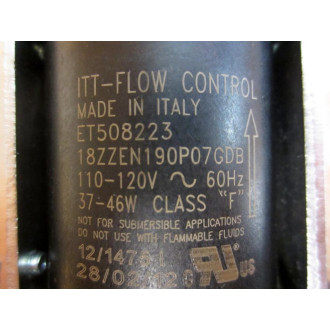 ITT-FLOW CONTROL
MADE IN ITALY
ET508223
18ZZEN190P07GDB
110-120V ~ 60Hz
37-46W CLASS "F"
NOT FOR SUBMERSIBLE APPLICATIONS
DO NOT USE WITH FLAMMABLE FLUIDS
US